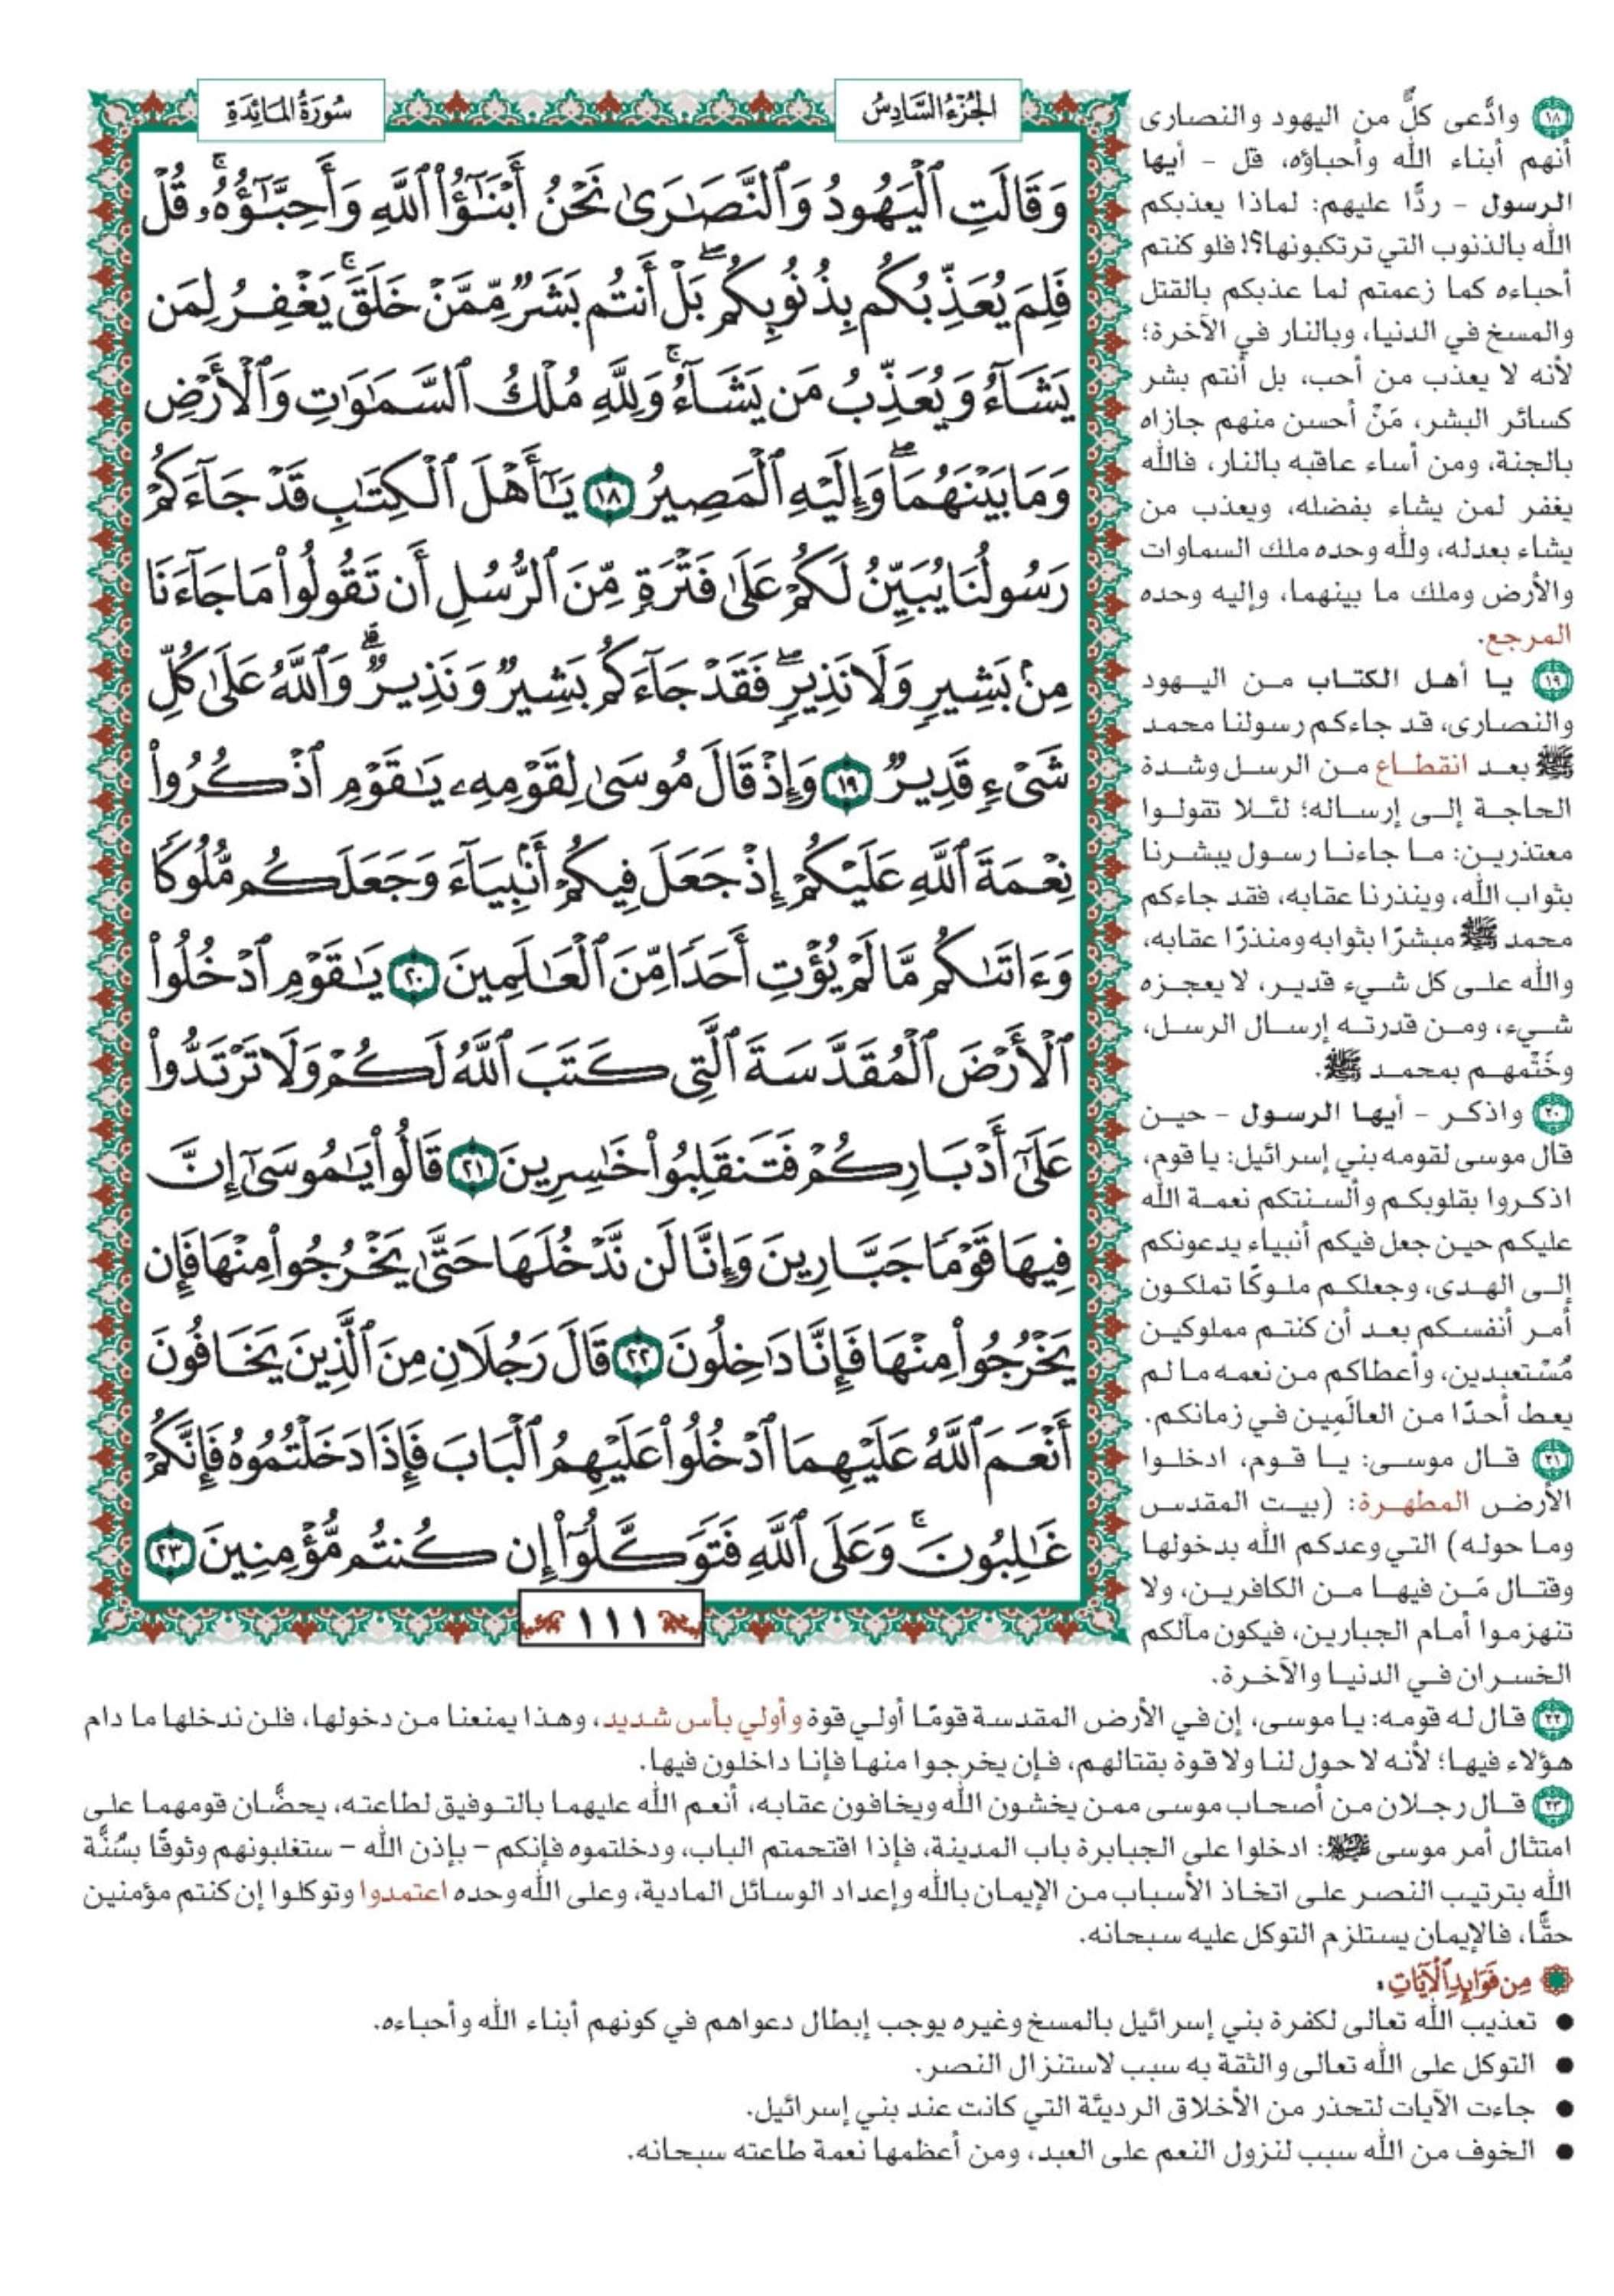 سُورَةُ المَائِدَةِ
الجُزْءُ السَّادِسُ
وَقَالَتِ ٱلۡيَهُودُ وَٱلنَّصَٰرَىٰ نَحۡنُ أَبۡنَٰٓؤُاْ ٱللَّهِ وَأَحِبَّٰٓؤُهُۥۚ قُلۡ
فَلِمَ يُعَذِّبُكُم بِذُنُوبِكُمۖ بَلۡ أَنتُم بَشَرٞ مِّمَّنۡ خَلَقَۚ يَغۡفِرُ لِمَن
يَشَآءُ وَيُعَذِّبُ مَن يَشَآءُۚ وَلِلَّهِ مُلۡكُ ٱلسَّمَٰوَٰتِ وَٱلۡأَرۡضِ
وَمَا بَيۡنَهُمَاۖ وَإِلَيۡهِ ٱلۡمَصِيرُ ١٨ يَٰٓأَهۡلَ ٱلۡكِتَٰبِ قَدۡ جَآءَكُمۡ
رَسُولُنَا يُبَيِّنُ لَكُمۡ عَلَىٰ فَتۡرَةٖ مِّنَ ٱلرُّسُلِ أَن تَقُولُواْ مَا جَآءَنَا
مِنۢ بَشِيرٖ وَلَا نَذِيرٖۖ فَقَدۡ جَآءَكُم بَشِيرٞ وَنَذِيرٞۗ وَٱللَّهُ عَلَىٰ كُلِّ
شَيۡءٖ قَدِيرٞ ١٩ وَإِذۡ قَالَ مُوسَىٰ لِقَوۡمِهِۦ يَٰقَوۡمِ ٱذۡكُرُواْ
نِعۡمَةَ ٱللَّهِ عَلَيۡكُمۡ إِذۡ جَعَلَ فِيكُمۡ أَنۢبِيَآءَ وَجَعَلَكُم مُّلُوكٗا
وَءَاتَىٰكُم مَّا لَمۡ يُؤۡتِ أَحَدٗا مِّنَ ٱلۡعَٰلَمِينَ ٢٠ يَٰقَوۡمِ ٱدۡخُلُواْ
ٱلۡأَرۡضَ ٱلۡمُقَدَّسَةَ ٱلَّتِي كَتَبَ ٱللَّهُ لَكُمۡ وَلَا تَرۡتَدُّواْ
عَلَىٰٓ أَدۡبَارِكُمۡ فَتَنقَلِبُواْ خَٰسِرِينَ ٢١ قَالُواْ يَٰمُوسَىٰٓ إِنَّ
فِيهَا قَوۡمٗا جَبَّارِينَ وَإِنَّا لَن نَّدۡخُلَهَا حَتَّىٰ يَخۡرُجُواْ مِنۡهَا فَإِن
يَخۡرُجُواْ مِنۡهَا فَإِنَّا دَٰخِلُونَ ٢٢ قَالَ رَجُلَانِ مِنَ ٱلَّذِينَ يَخَافُونَ
أَنۡعَمَ ٱللَّهُ عَلَيۡهِمَا ٱدۡخُلُواْ عَلَيۡهِمُ ٱلۡبَابَ فَإِذَا دَخَلۡتُمُوهُ فَإِنَّكُمۡ
غَٰلِبُونَۚ وَعَلَى ٱللَّهِ فَتَوَكَّلُوٓاْ إِن كُنتُم مُّؤۡمِنِينَ ٢٣
١١١
١٨ وادَّعى كلٌّ من اليهود والنصارى
أنهم أبناء الله وأحباؤه، قل - أيها
الرسول - ردًّا عليهم: لماذا يعذبكم
الله بالذنوب التي ترتكبونها؟! فلو كنتم
أحباءه كما زعمتم لما عذبكم بالقتل
والمسخ في الدنيا، وبالنار في الآخرة؛
لأنه لا يعذب من أحب، بل أنتم بشر
كسائر البشر، مَنْ أحسن منهم جازاه
بالجنة، ومن أساء عاقبه بالنار، فالله
يغفر لمن يشاء بفضله، ويعذب من
يشاء بعدله، ولله وحده ملك السماوات
والأرض وملك ما بينهما، وإليه وحده
المرجع.
١٩ يا أهل الكتاب من اليهود
والنصارى، قد جاءكم رسولنا محمد
ﷺ بعد انقطاع من الرسل وشدة
الحاجة إلى إرساله؛ لئلا تقولوا
معتذرين: ما جاءنا رسول يبشرنا
بثواب الله، وينذرنا عقابه، فقد جاءكم
محمد ﷺ مبشرًا بثوابه ومنذرًا عقابه،
والله على كل شيء قدير، لا يعجزه
شيء، ومن قدرته إرسال الرسل،
وخَتْمهم بمحمد ﷺ.
٢٠ واذكر - أيها الرسول - حين
قال موسى لقومه بني إسرائيل: يا قوم،
اذكروا بقلوبكم وألسنتكم نعمة الله
عليكم حين جعل فيكم أنبياء يدعونكم
إلى الهدى، وجعلكم ملوكًا تملكون
أمر أنفسكم بعد أن كنتم مملوكين
مُسْتعبدين، وأعطاكم من نعمه ما لم
يعط أحدًا من العالَمِين في زمانكم.
٢١ قال موسى: يا قوم، ادخلوا
الأرض المطهرة: (بيت المقدس
وما حوله) التي وعدكم الله بدخولها
وقتال مَن فيها من الكافرين، ولا
تنهزموا أمام الجبارين، فيكون مآلكم
الخسران في الدنيا والآخرة.
٢٢ قال له قومه: يا موسى، إن في الأرض المقدسة قومًا أولي قوة وأولي بأس شديد، وهذا يمنعنا من دخولها، فلن ندخلها ما دام
هؤلاء فيها؛ لأنه لا حول لنا ولا قوة بقتالهم، فإن يخرجوا منها فإنا داخلون فيها.
٢٣ قال رجلان من أصحاب موسى ممن يخشون الله ويخافون عقابه، أنعم الله عليهما بالتوفيق لطاعته، يحضَّان قومهما على
امتثال أمر موسى ﷺ: ادخلوا على الجبابرة باب المدينة، فإذا اقتحمتم الباب، ودخلتموه فإنكم - بإذن الله - ستغلبونهم وثوقًا بسُنَّة
الله بترتيب النصر على اتخاذ الأسباب من الإيمان بالله وإعداد الوسائل المادية، وعلى الله وحده اعتمدوا وتوكلوا إن كنتم مؤمنين
حقًّا، فالإيمان يستلزم التوكل عليه سبحانه.
مِن فَوَائِدِ ٱلْآيَاتِ:
• تعذيب الله تعالى لكفرة بني إسرائيل بالمسخ وغيره يوجب إبطال دعواهم في كونهم أبناء الله وأحباءه.
• التوكل على الله تعالى والثقة به سبب لاستنزال النصر.
• جاءت الآيات لتحذر من الأخلاق الرديئة التي كانت عند بني إسرائيل.
• الخوف من الله سبب لنزول النعم على العبد، ومن أعظمها نعمة طاعته سبحانه.